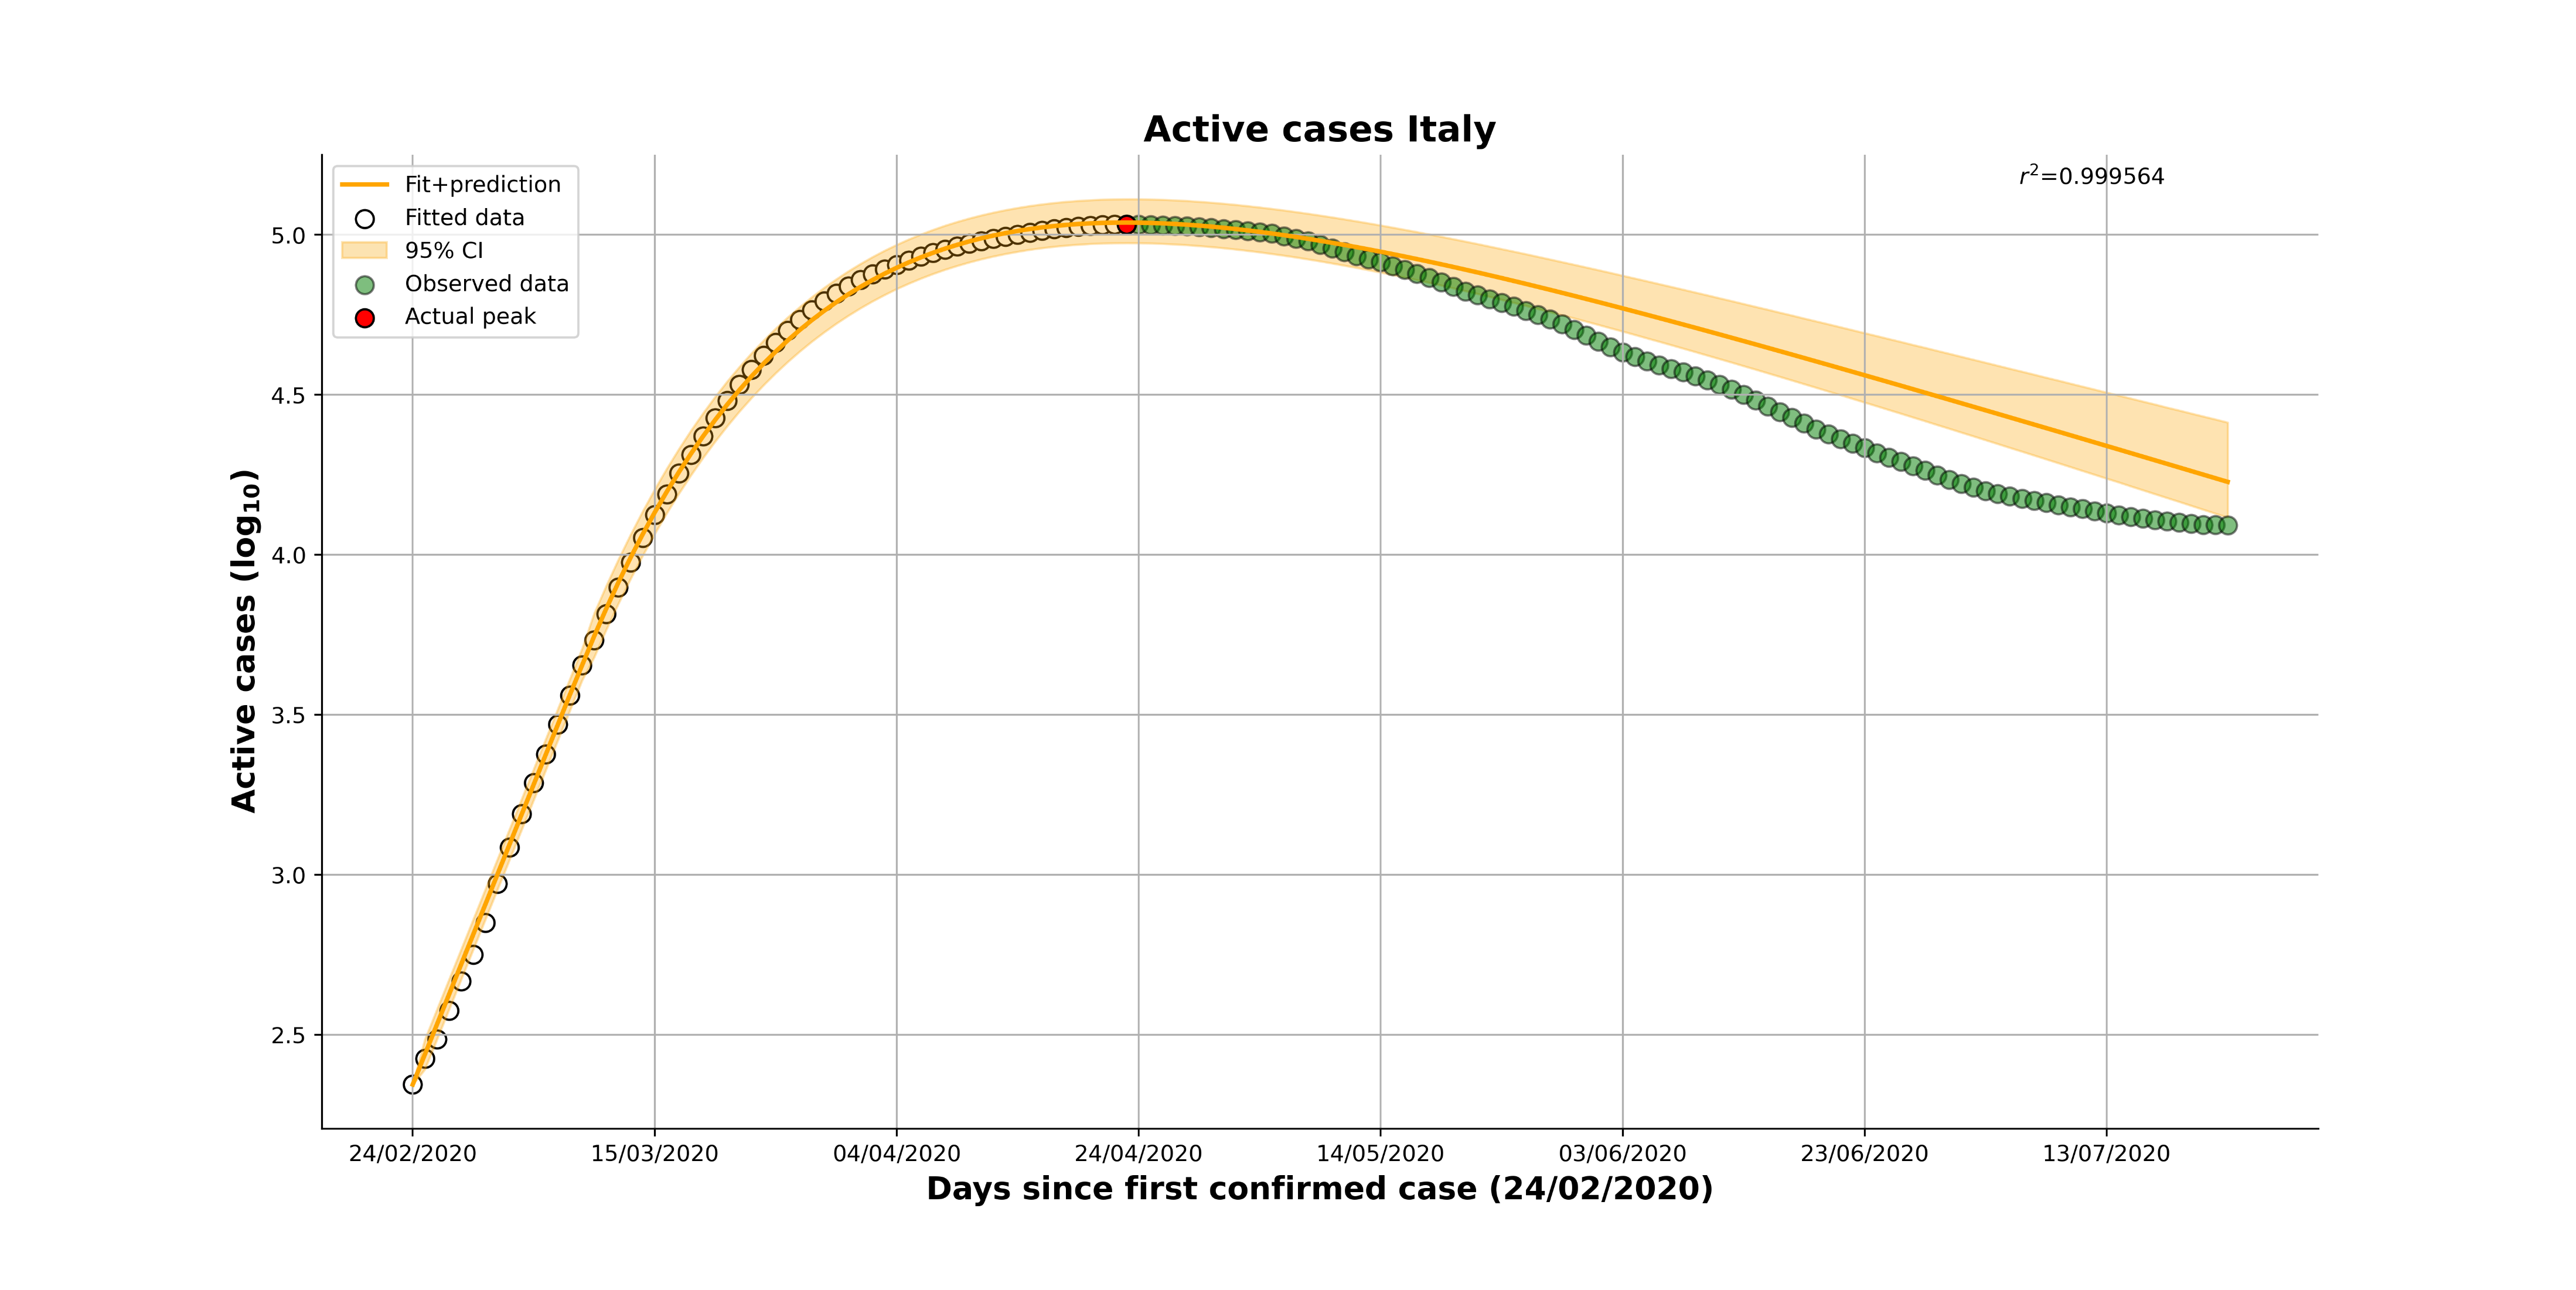 Active cases Italy
r²=0.999564
Fit+prediction
Fitted data
95% CI
Observed data
Actual peak
Active cases (log₁₀)
5.0
4.5
4.0
3.5
3.0
2.5
24/02/2020 15/03/2020 04/04/2020 24/04/2020 14/05/2020 03/06/2020 23/06/2020 13/07/2020
Days since first confirmed case (24/02/2020)